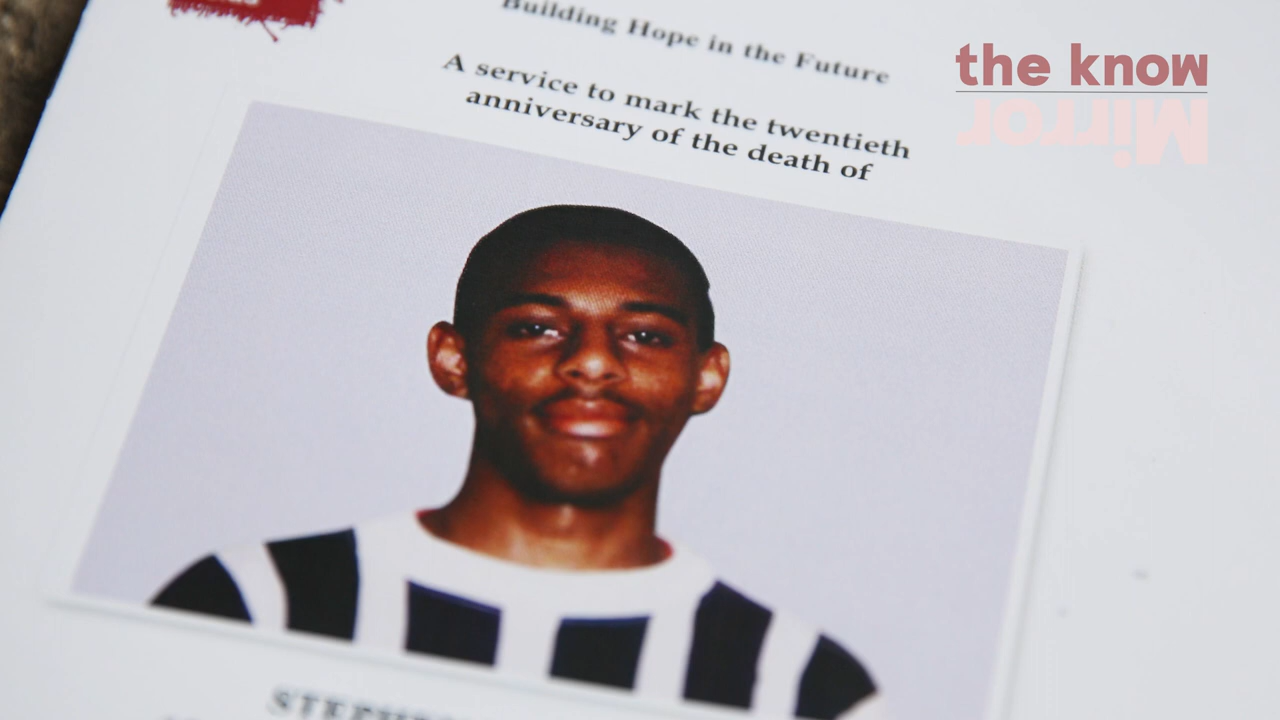 Building Hope in the Future
the know
Mirror
A service to mark the twentieth
anniversary of the death of